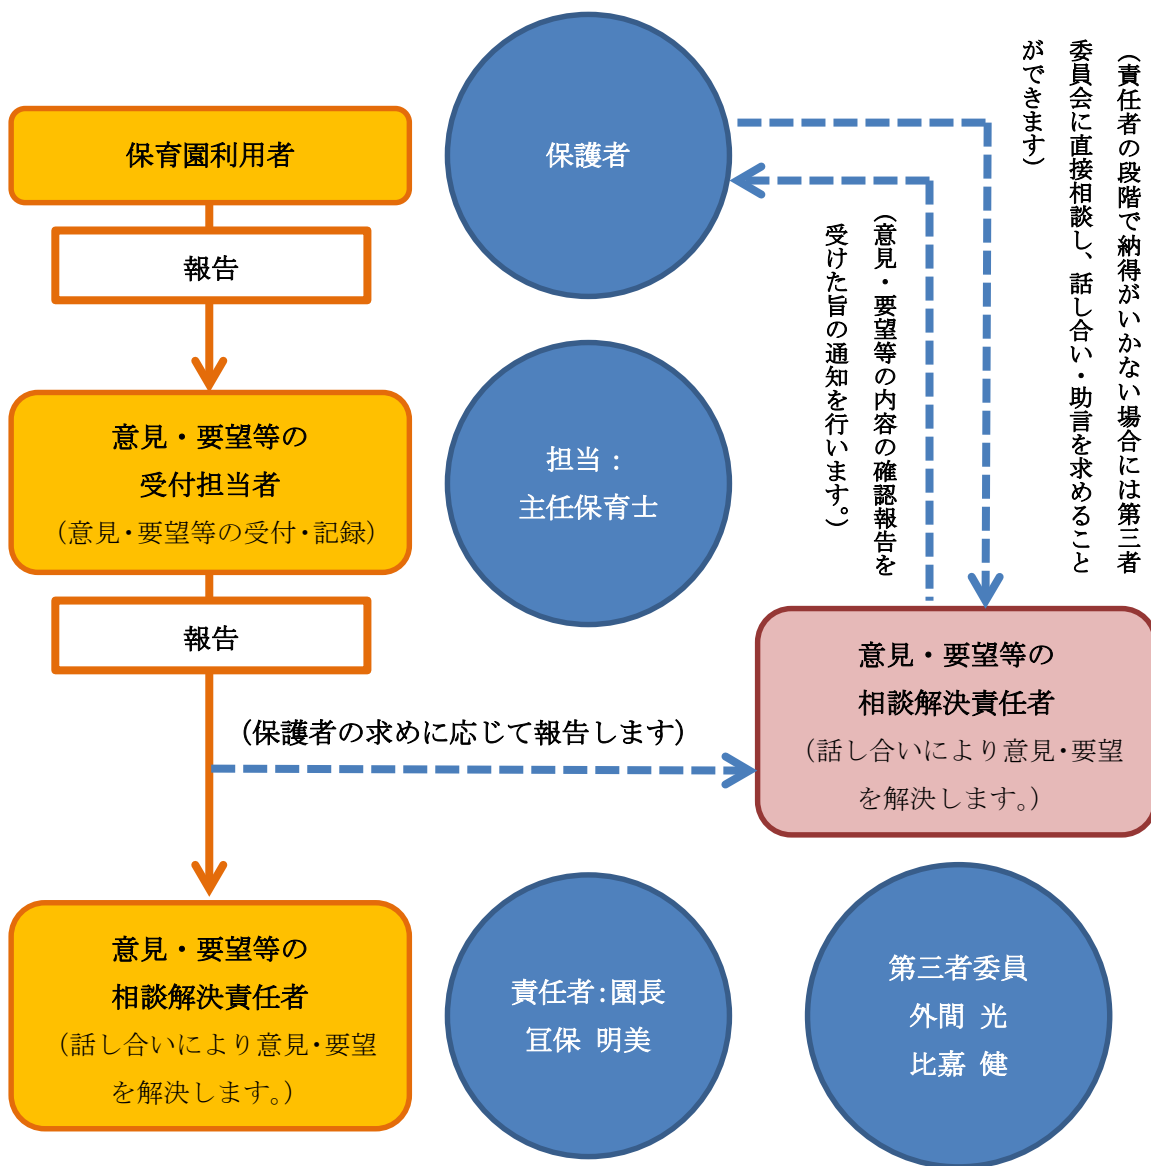 保育園利用者
報告
意見・要望等の
受付担当者
（意見・要望等の受付・記録）
報告
（保護者の求めに応じて報告します）
意見・要望等の
相談解決責任者
（話し合いにより意見・要望
を解決します。）
保護者
担当：
主任保育士
責任者：園長
冝保 明美
（責任者の段階で納得がいかない場合には第三者
委員会に直接相談し、話し合い・助言を求めること
ができます）
（意見・要望等の内容の確認報告を
受けた旨の通知を行います。）
意見・要望等の
相談解決責任者
（話し合いにより意見・要望
を解決します。）
第三者委員
外間 光
比嘉 健